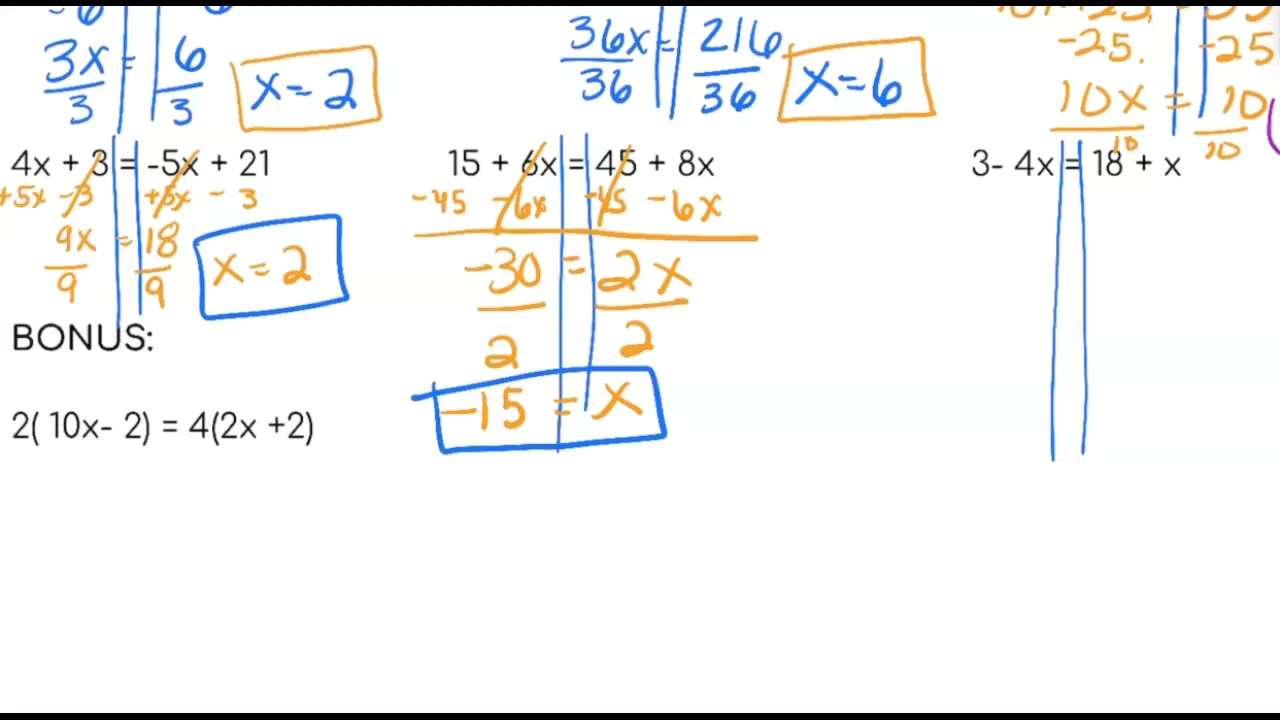 3x = 6
3 3
x = 2
36x = 216
36 36
x = 6
-25. -25
10x = 10
10 10
4x + 3 = -5x + 21
+5x - 3 +5x - 3
9x = 18
9 9
x = 2
15 + 6x = 45 + 8x
-45 -6x -45 -6x
-30 = 2x
2 2
-15 = x
3- 4x = 18 + x
BONUS:
2( 10x- 2) = 4(2x +2)